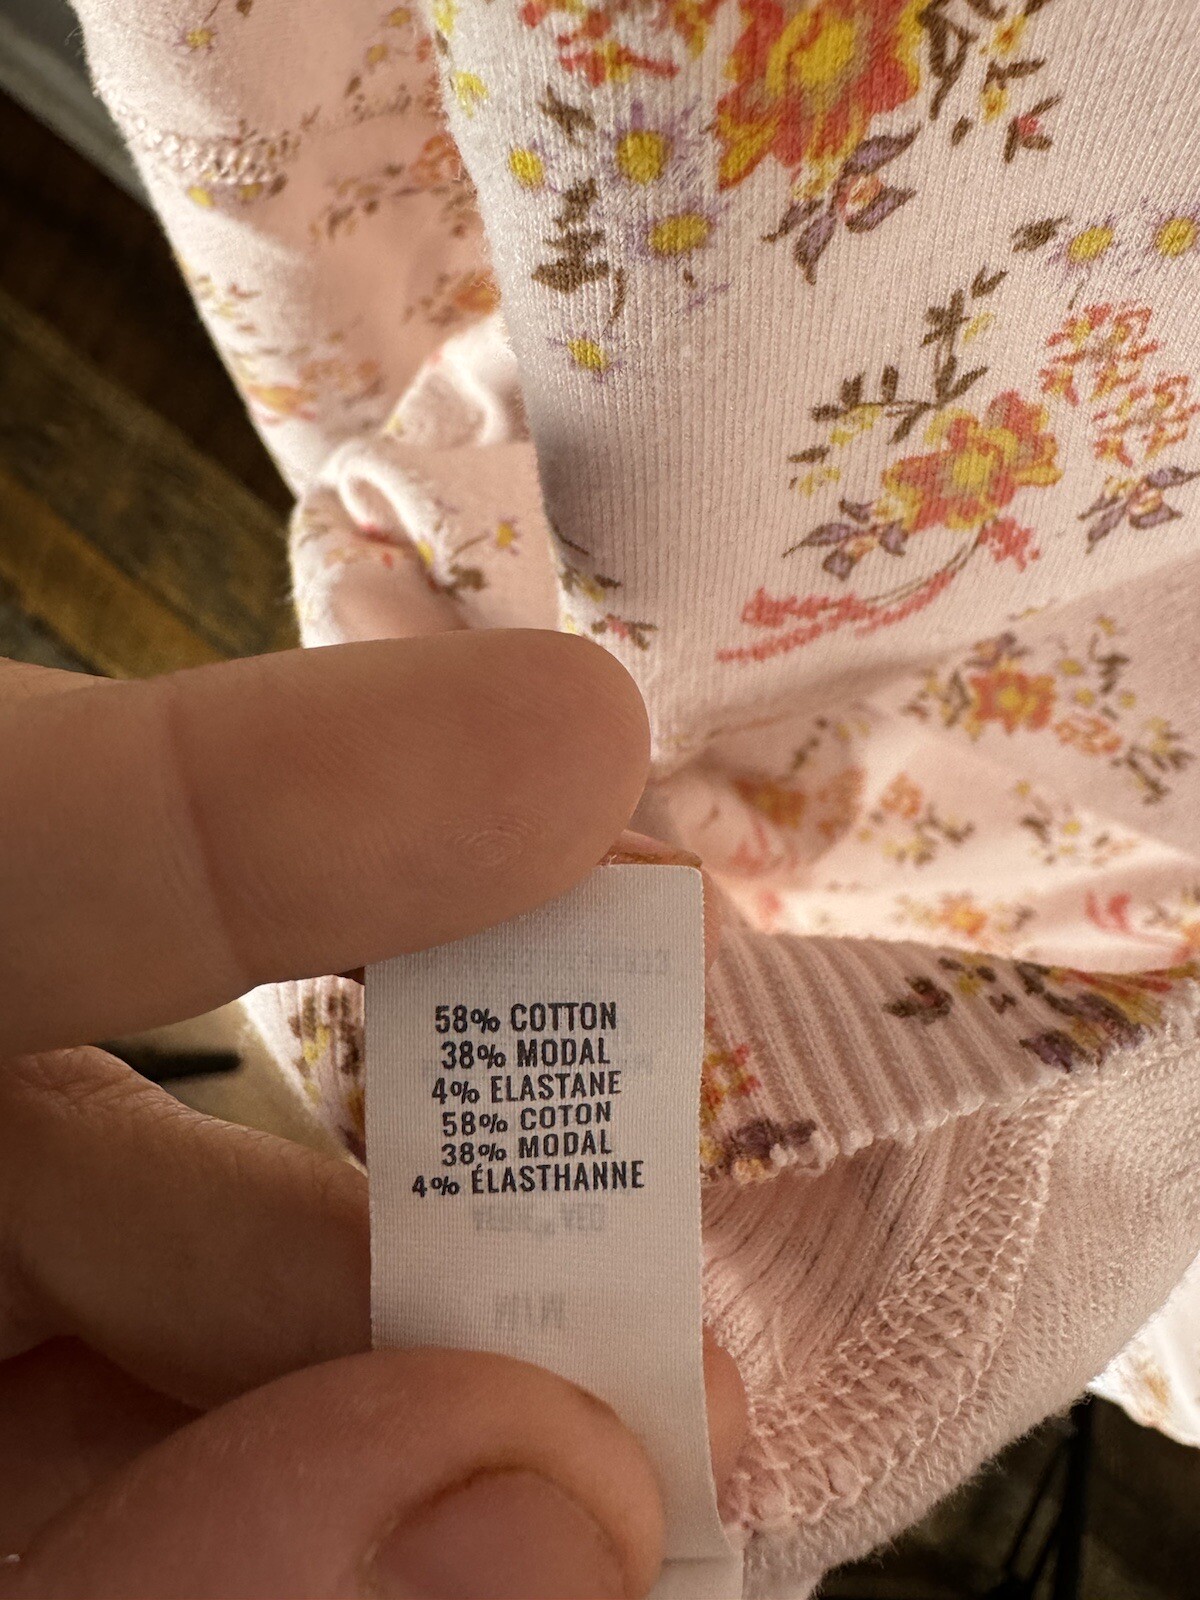 58% COTTON
38% MODAL
4% ELASTANE
58% COTON
38% MODAL
4% ÉLASTHANNE